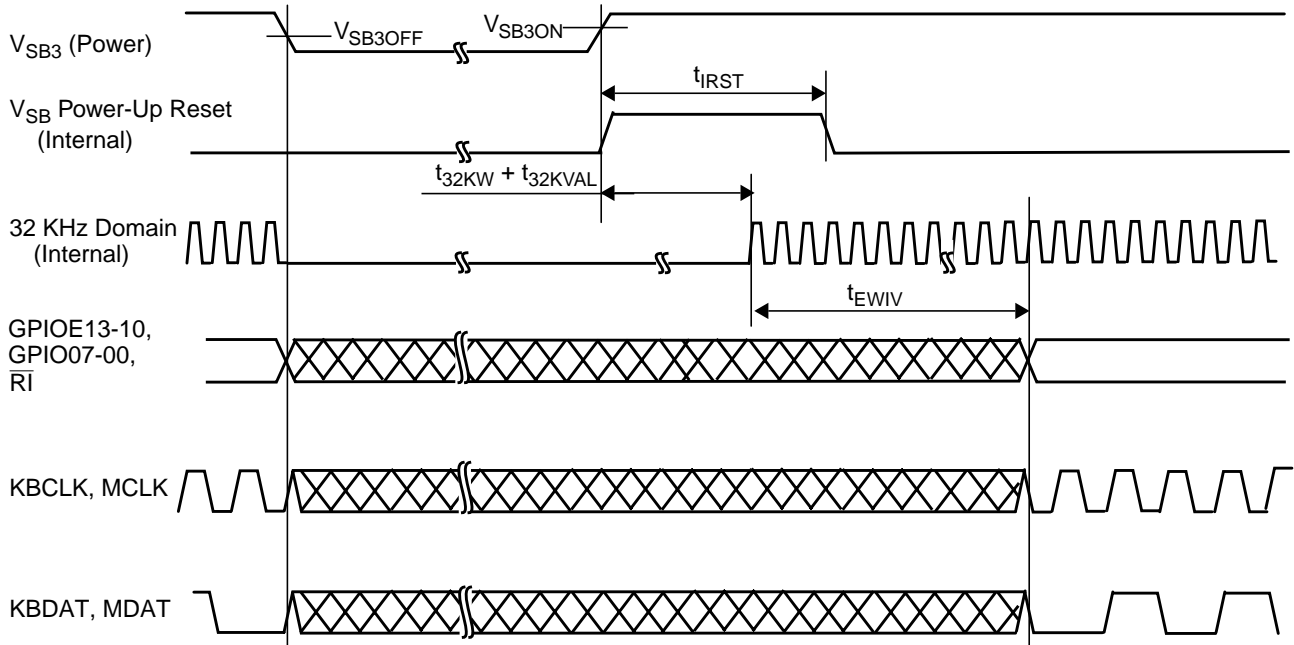 V_SB3 (Power)
V_SB3OFF
V_SB3ON
t_IRST
V_SB Power-Up Reset
(Internal)
t_32KW + t_32KVAL
32 KHz Domain
(Internal)
t_EWIV
GPIOE13-10,
GPIO07-00,
R̅I̅
KBCLK, MCLK
KBDAT, MDAT